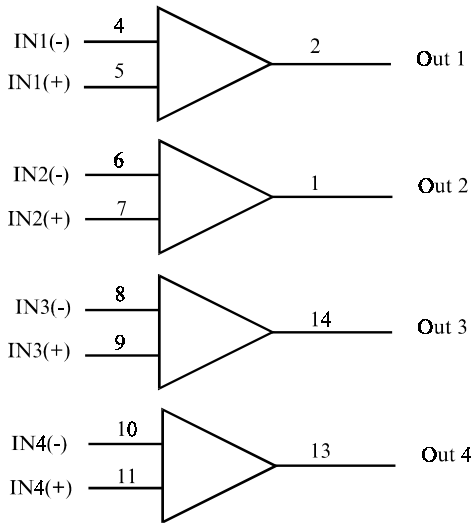 IN1(-) 4
IN1(+) 5
2 Out 1
IN2(-) 6
IN2(+) 7
1 Out 2
IN3(-) 8
IN3(+) 9
14 Out 3
IN4(-) 10
IN4(+) 11
13 Out 4